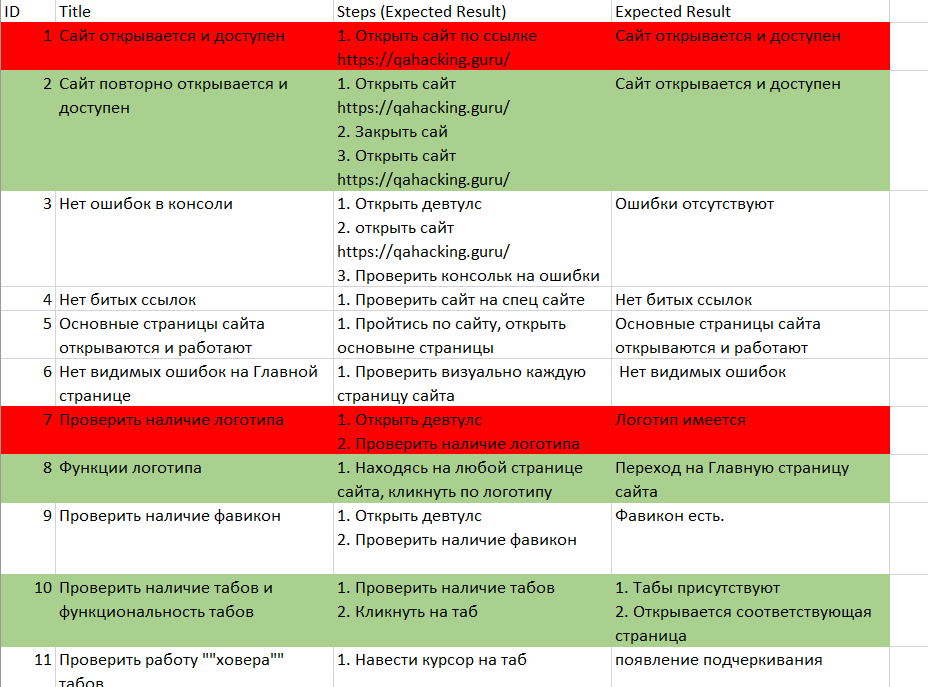 ID Title Steps (Expected Result) Expected Result
1 Сайт открывается и доступен 1. Открыть сайт по ссылке Сайт открывается и доступен
https://qahacking.guru/
2 Сайт повторно открывается и 1. Открыть сайт Сайт открывается и доступен
доступен https://qahacking.guru/
2. Закрыть сай
3. Открыть сайт
https://qahacking.guru/
3 Нет ошибок в консоли 1. Открыть девтулс Ошибки отсутствуют
2. открыть сайт
https://qahacking.guru/
3. Проверить консольк на ошибки
4 Нет битых ссылок 1. Проверить сайт на спец сайте Нет битых ссылок
5 Основные страницы сайта 1. Пройтись по сайту, открыть Основные страницы сайта
открываются и работают основыне страницы открываются и работают
6 Нет видимых ошибок на Главной 1. Проверить визуально каждую Нет видимых ошибок
странице страницу сайта
7 Проверить наличие логотипа 1. Открыть девтулс Логотип имеется
2. Проверить наличие логотипа
8 Функции логотипа 1. Находясь на любой странице Переход на Главную страницу
сайта, кликнуть по логотипу сайта
9 Проверить наличие фавикон 1. Открыть девтулс Фавикон есть.
2. Проверить наличие фавикон
10 Проверить наличие табов и 1. Проверить наличие табов 1. Табы присутствуют
функциональность табов 2. Кликнуть на таб 2. Открывается соответствующая
страница
11 Проверить работу ""ховера"" 1. Навести курсор на таб появление подчеркивания
табов